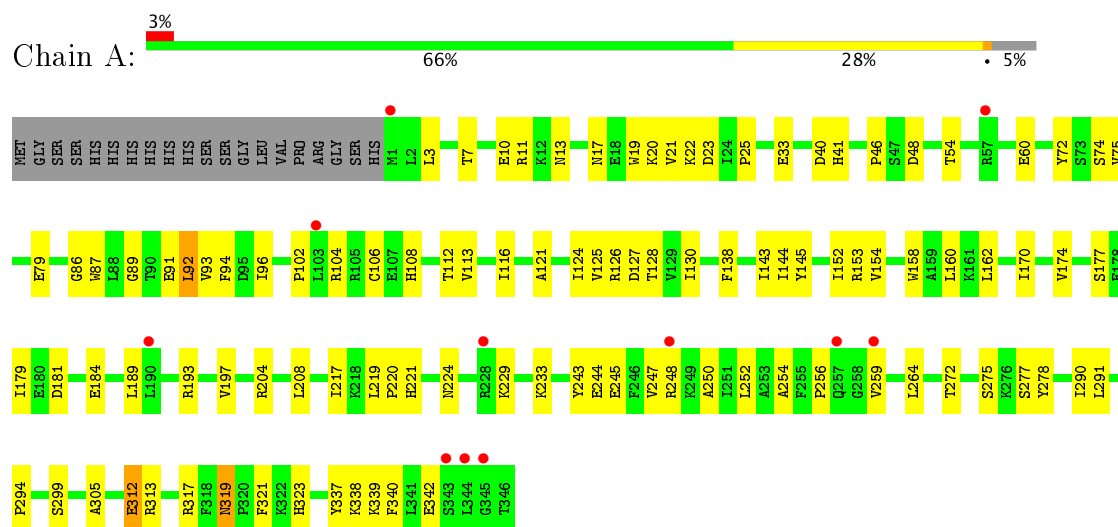 3%
Chain A:
66% 28% • 5%
MET GLY SER SER HIS HIS HIS HIS HIS HIS SER SER GLY LEU VAL PRO ARG GLY SER HIS M1 L2 L3 T7 E10 R11 K12 N13 N17 E18 W19 K20 V21 K22 D23 I24 P25 E33 D40 H41 P46 S47 D48 T54 R57 E60 Y72 S73 S74 V75
E79 G86 W87 L88 G89 T90 E91 L92 V93 F94 D95 I96 P102 L103 R104 R105 C106 E107 H108 T112 V113 I116 A121 I124 V125 R126 D127 T128 V129 I130 F138 I143 I144 Y145 I152 R153 V154 W158 A159 L160 K161 L162 I170 V174 S177 E178
I179 E180 D181 E184 L189 L190 R193 V197 R204 L208 I217 K218 L219 P220 H221 N224 R228 K229 K233 Y243 E244 E245 F246 V247 R248 K249 A250 I251 L252 A253 A254 F255 P256 Q257 G258 V259 L264 T272 S275 K276 S277 Y278 I290 L291
P294 S299 A305 E312 R313 R317 F318 N319 P320 F321 K322 H323 Y337 K338 K339 F340 L341 E342 S343 L344 G345 T346